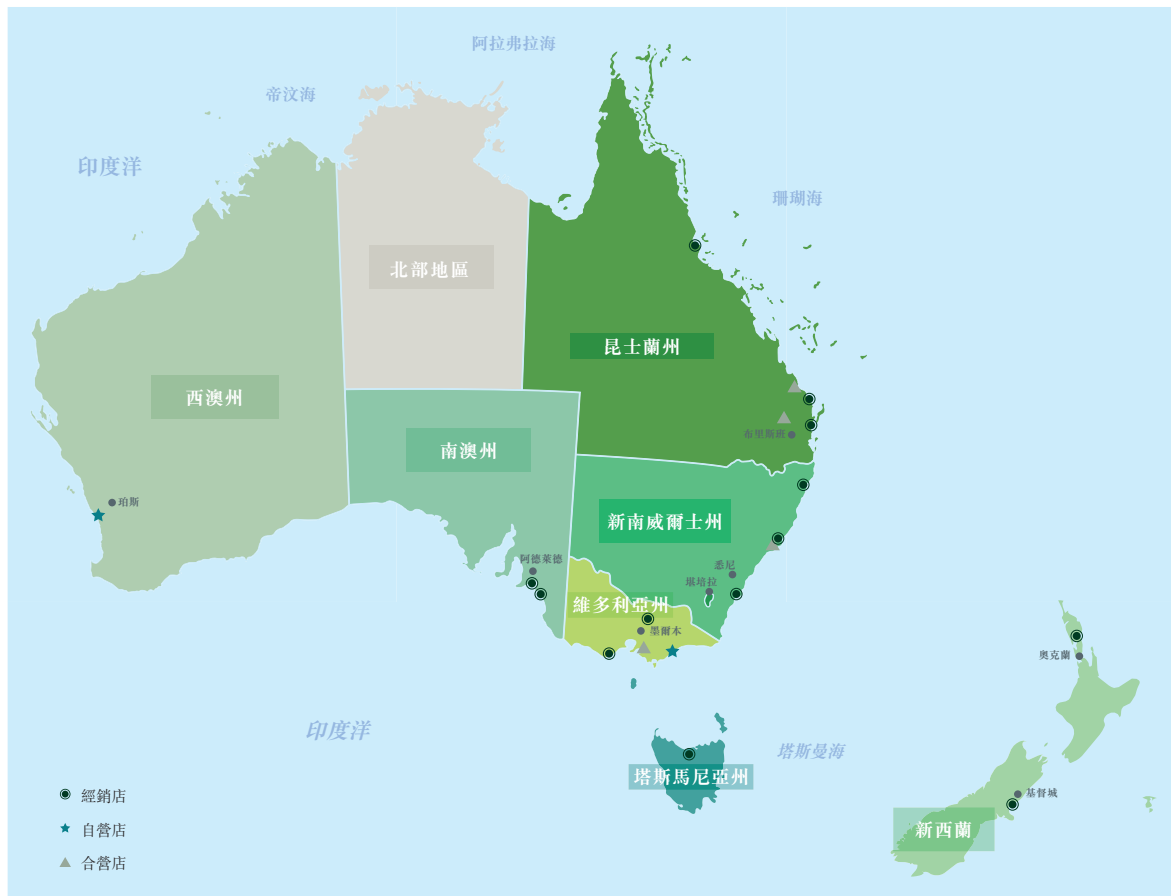 阿拉弗拉海
帝汶海
印度洋
珊瑚海
北部地區
昆士蘭州
西澳州
布里斯班
南澳州
珀斯
新南威爾士州
阿德萊德
悉尼
堪培拉
維多利亞州
墨爾本
奧克蘭
印度洋
塔斯曼海
塔斯馬尼亞州
經銷店
基督城
自營店
新西蘭
合營店